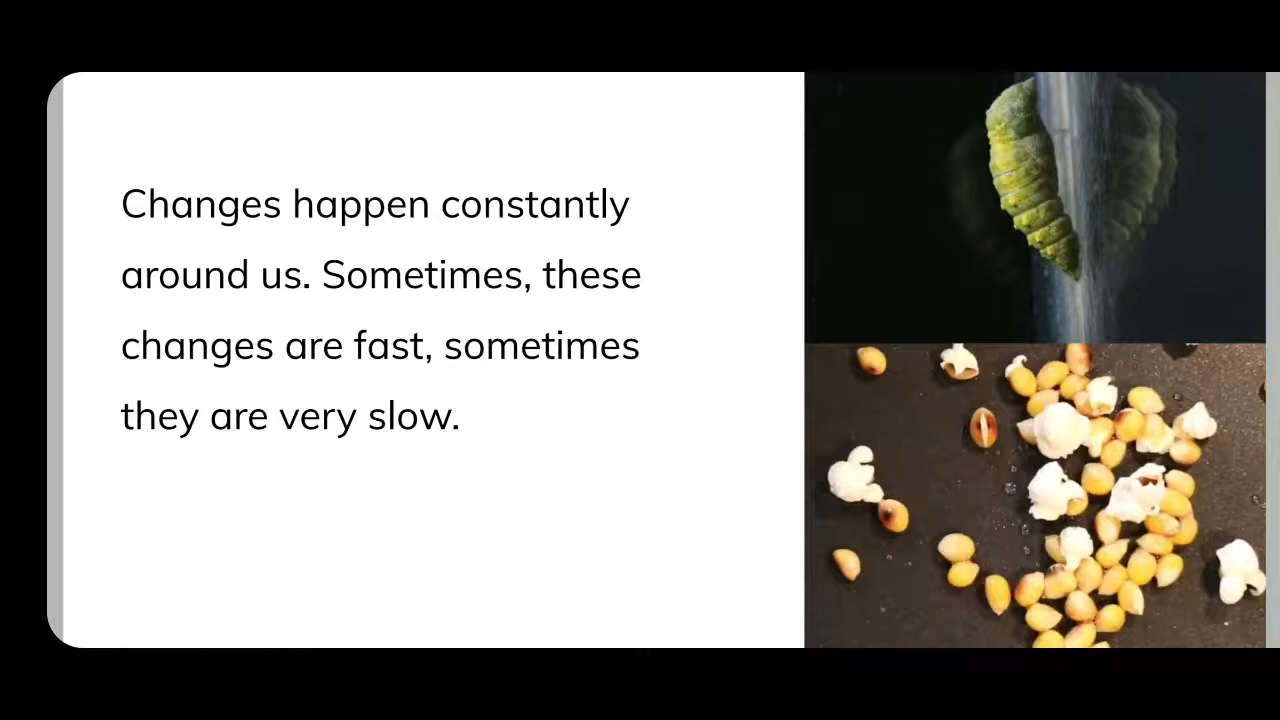 Changes happen constantly
around us. Sometimes, these
changes are fast, sometimes
they are very slow.